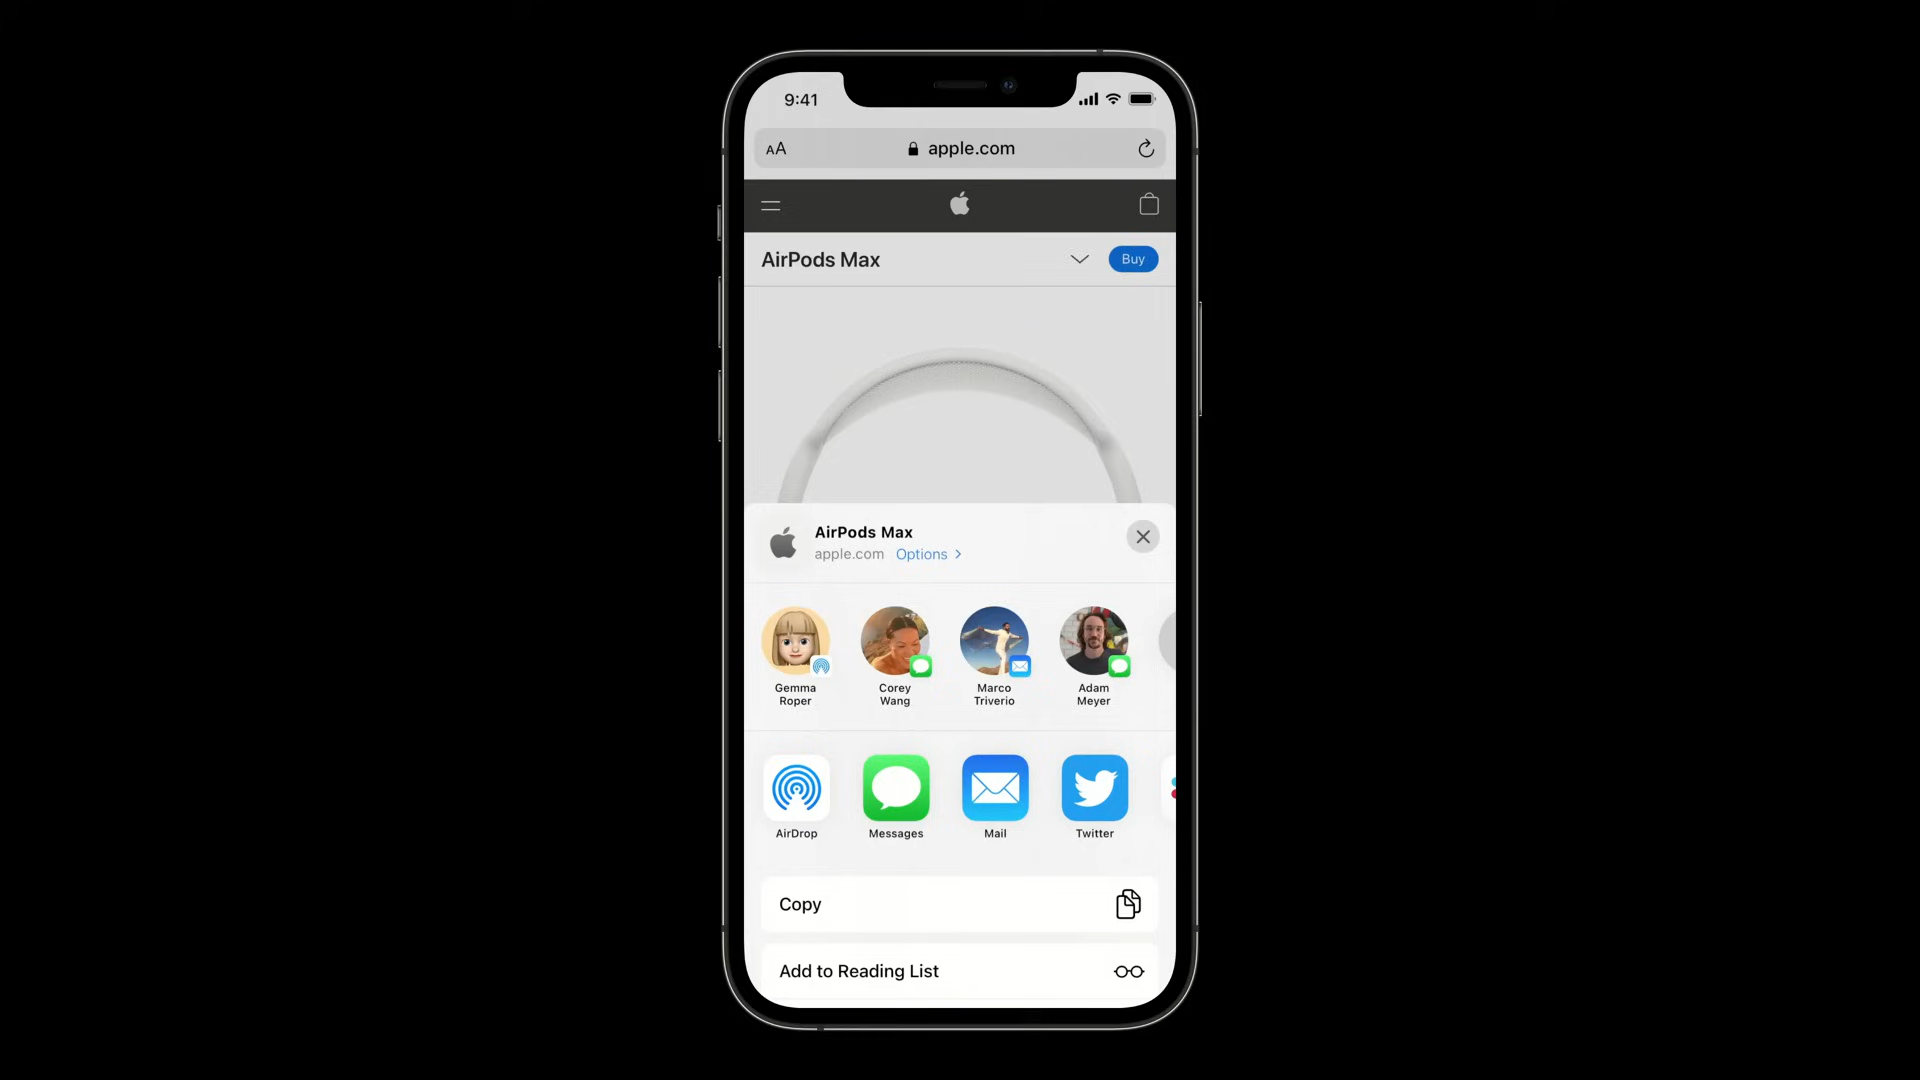 9:41
AA
apple.com
AirPods Max
Buy
AirPods Max
apple.com Options >
Gemma Roper
Corey Wang
Marco Triverio
Adam Meyer
AirDrop
Messages
Mail
Twitter
Copy
Add to Reading List